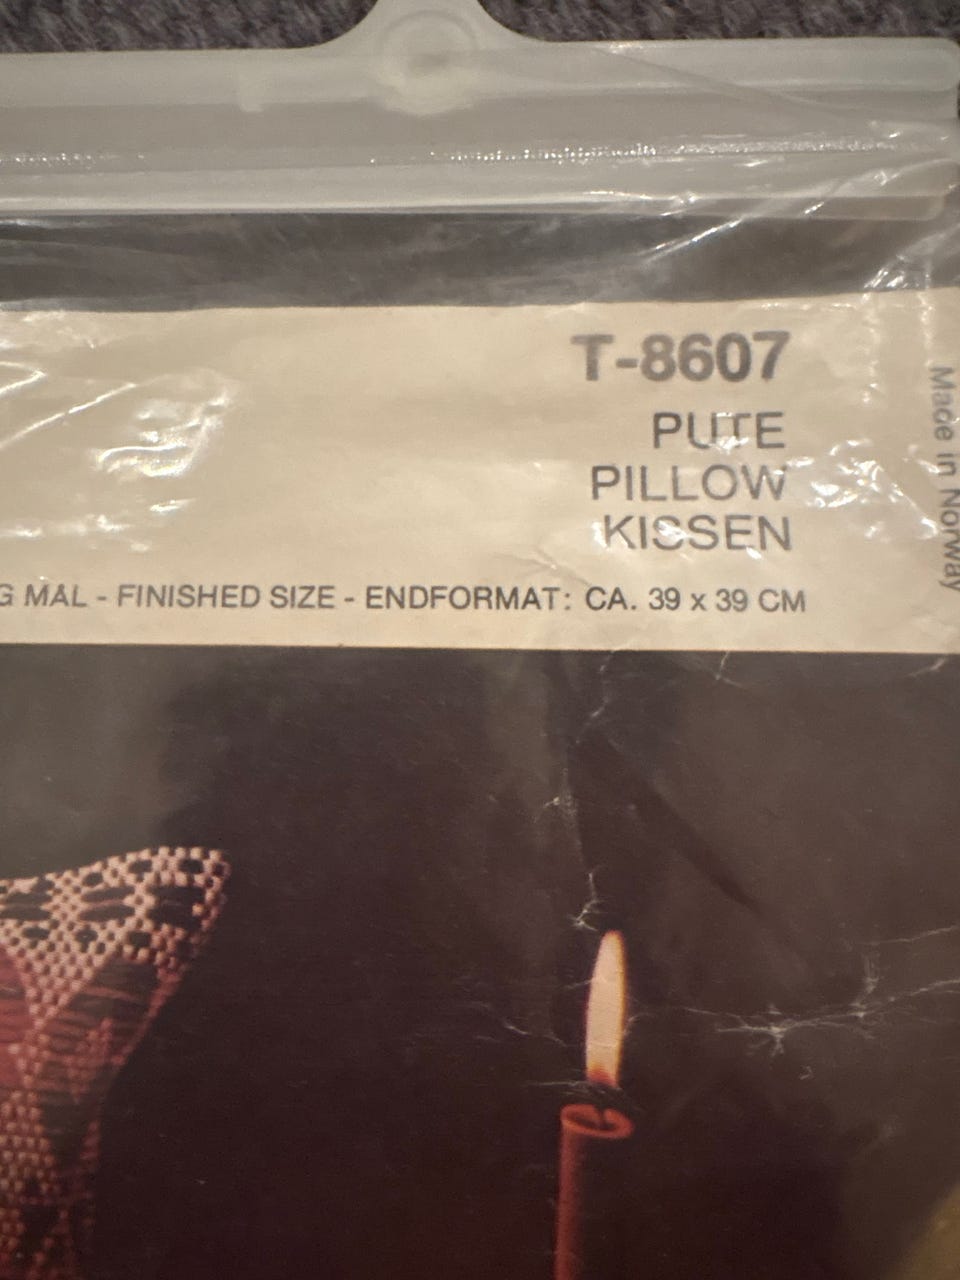 T-8607
PUTE
PILLOW
KISSEN
G MAL - FINISHED SIZE - ENDFORMAT: CA. 39 x 39 CM
Made in Norway